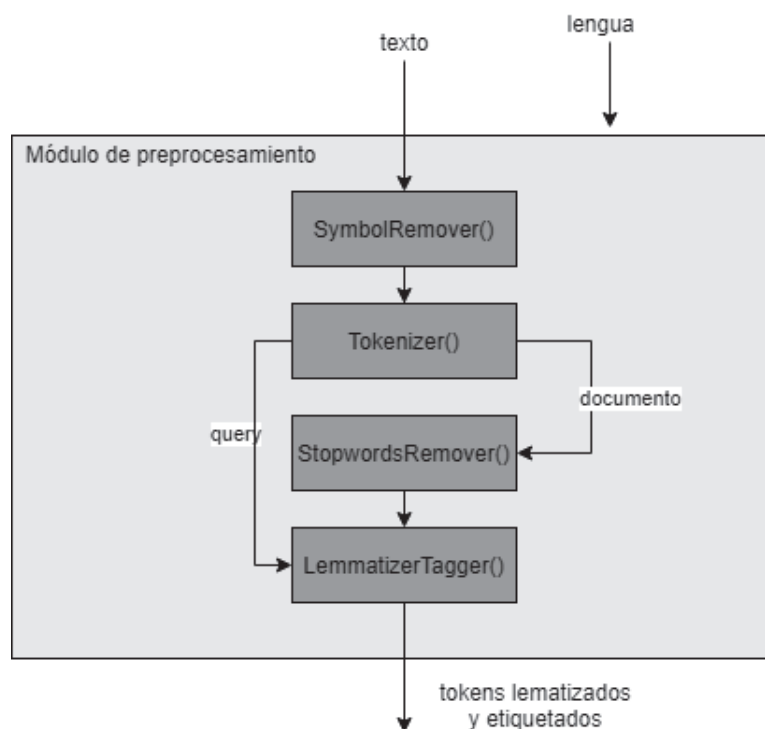 lengua
texto
Módulo de preprocesamiento
SymbolRemover()
Tokenizer()
documento
query
StopwordsRemover()
LemmatizerTagger()
tokens lematizados
y etiquetados